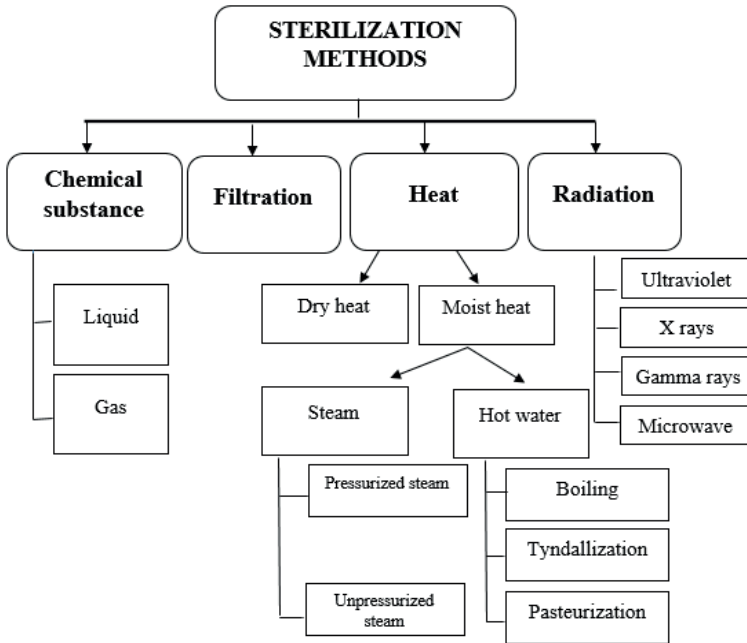 STERILIZATION
METHODS
Chemical
substance
Filtration
Heat
Radiation
Liquid
Gas
Dry heat
Moist heat
Steam
Hot water
Pressurized steam
Unpressurized
steam
Boiling
Tyndallization
Pasteurization
Ultraviolet
X rays
Gamma rays
Microwave